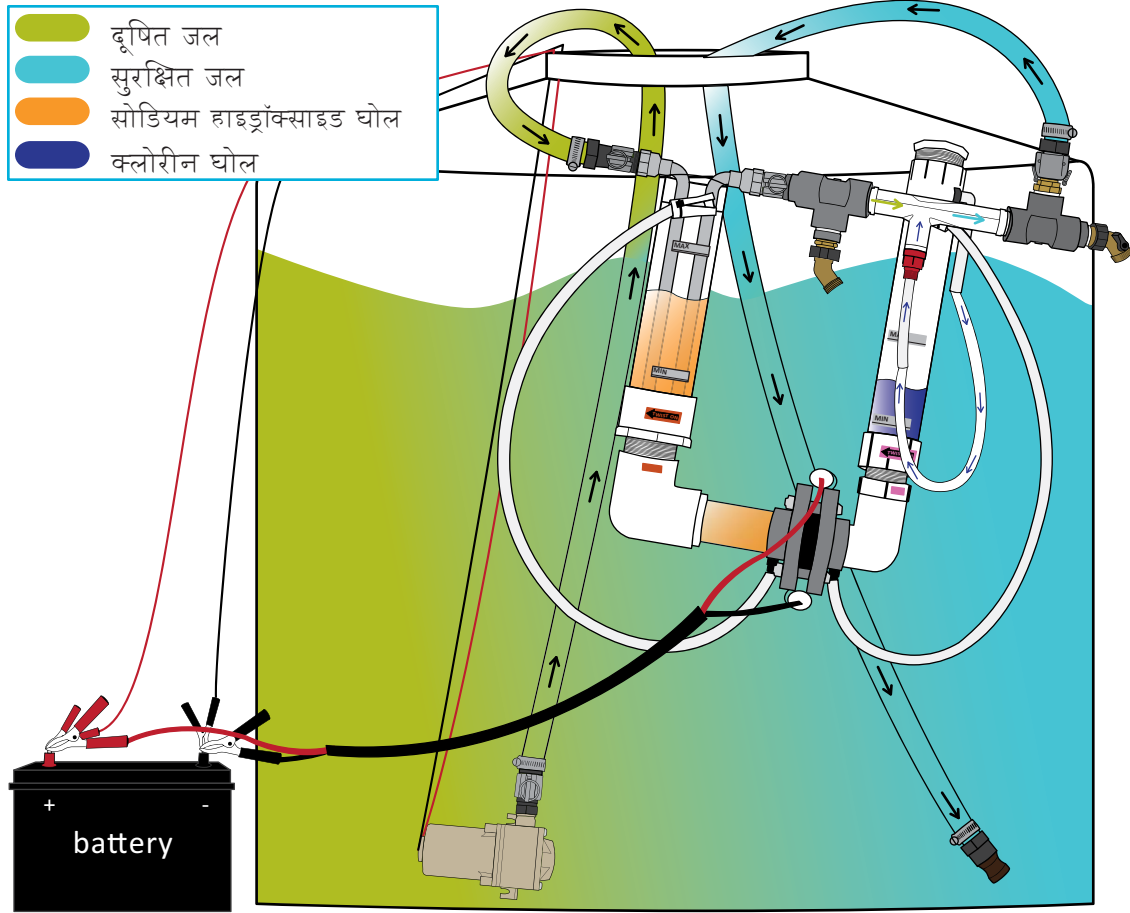 दूषित जल
सुरक्षित जल
सोडियम हाइड्रॉक्साइड घोल
क्लोरीन घोल
MAX
MIN
MIN
+ -
battery